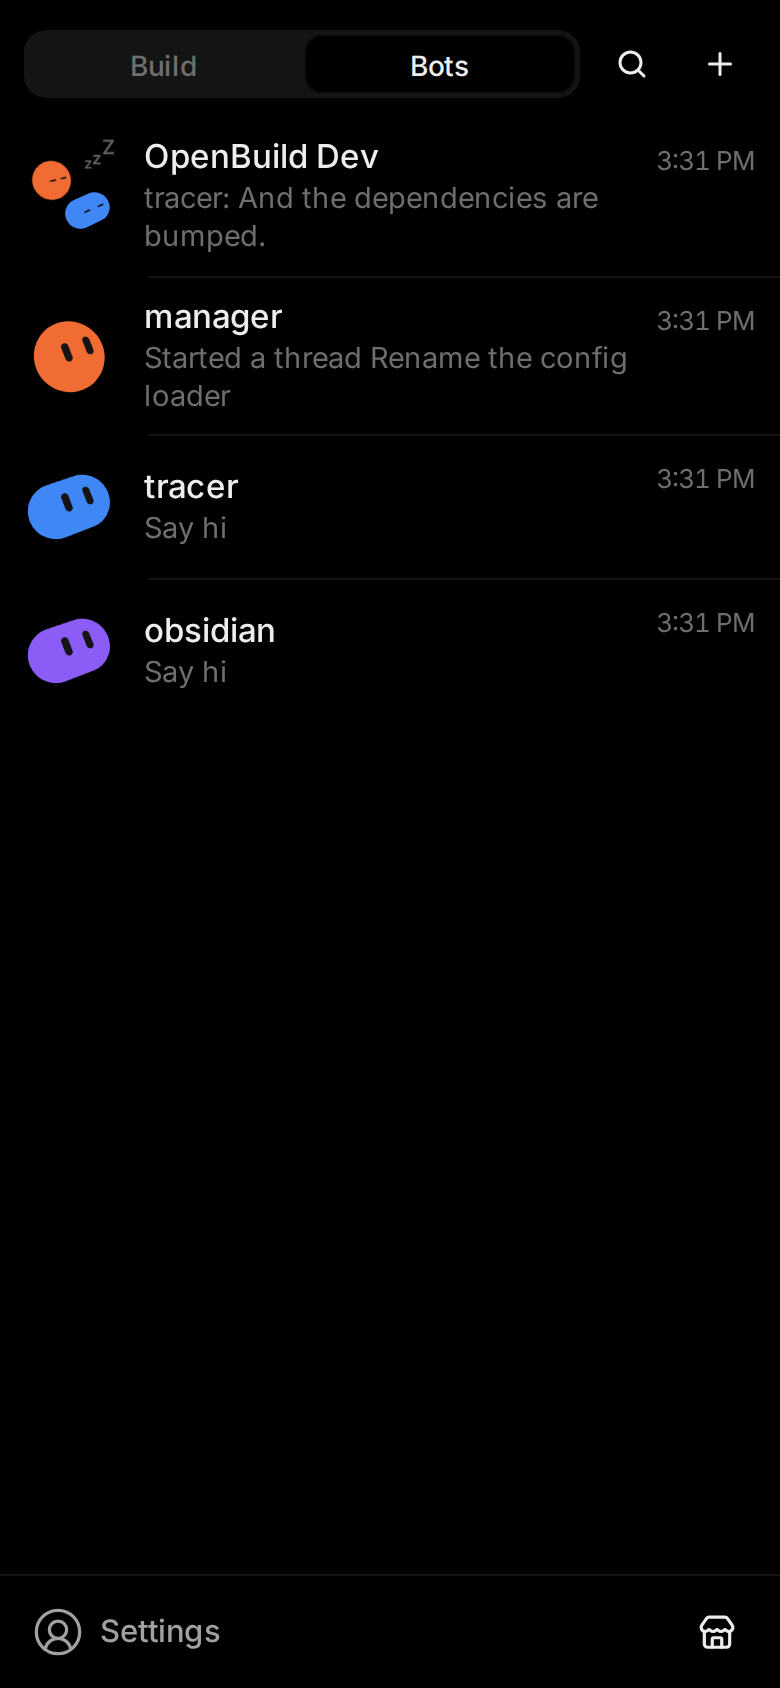 Build
Bots
zzZ
OpenBuild Dev
3:31 PM
tracer: And the dependencies are
bumped.
manager
3:31 PM
Started a thread Rename the config
loader
tracer
3:31 PM
Say hi
obsidian
3:31 PM
Say hi
Settings